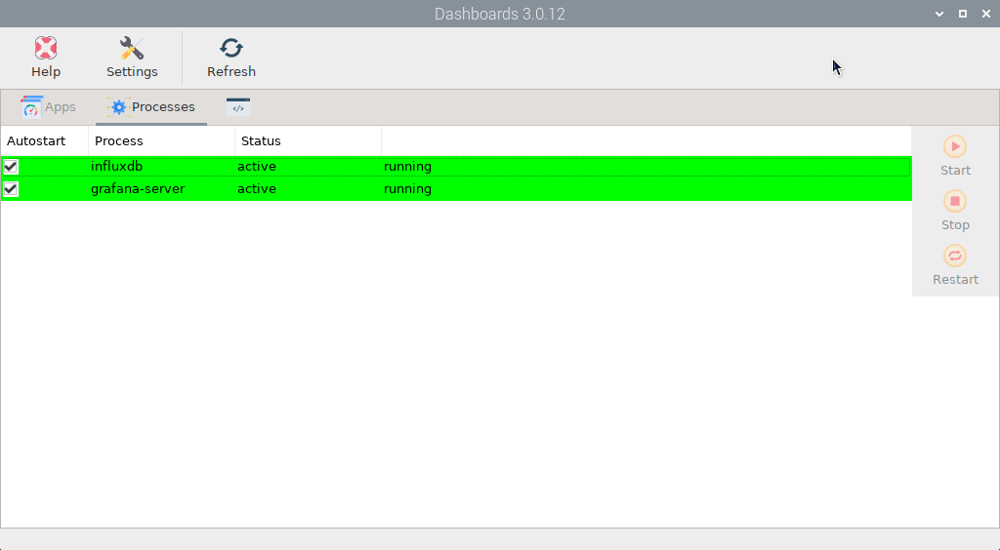 Dashboards 3.0.12
Help Settings Refresh
Apps Processes </>
Autostart Process Status
influxdb active running
grafana-server active running
Start
Stop
Restart